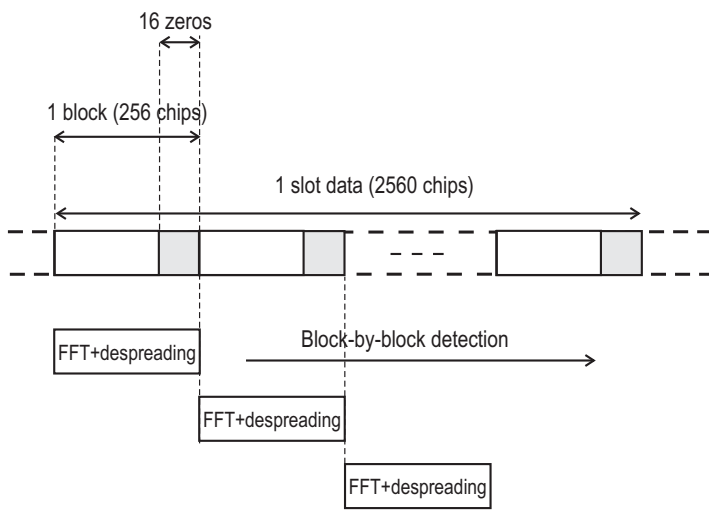 16 zeros
1 block (256 chips)
1 slot data (2560 chips)
FFT+despreading
Block-by-block detection
FFT+despreading
FFT+despreading